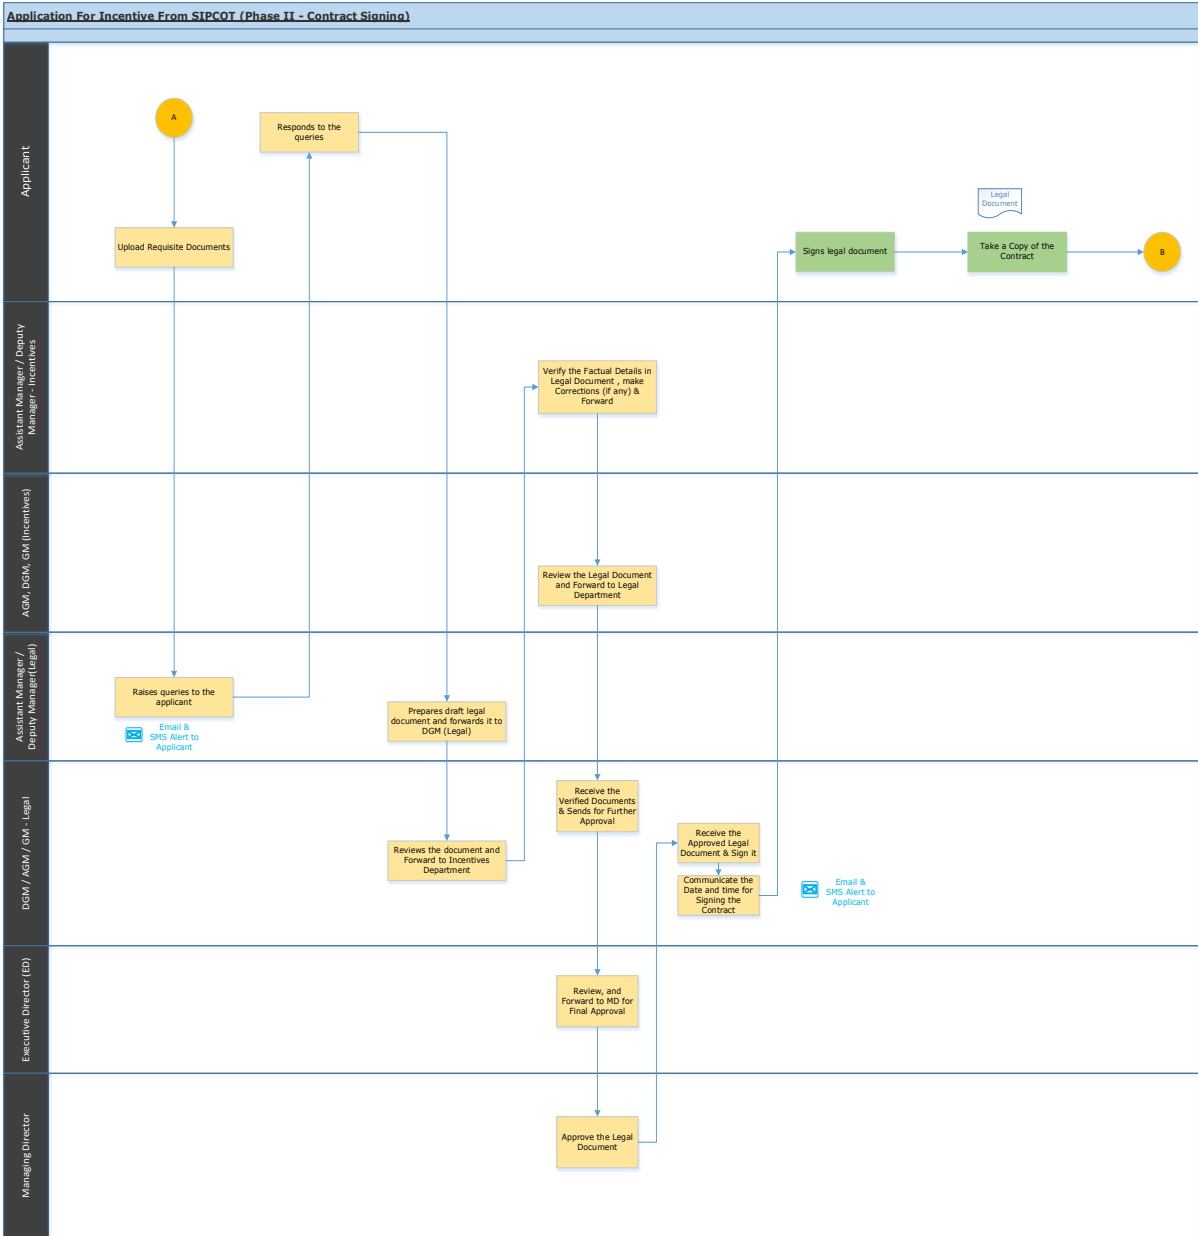 Application For Incentive From SIPCOT (Phase II - Contract Signing)
Applicant
A
Responds to the
queries
Upload Requisite Documents
Legal
Document
Signs legal document
Take a Copy of the
Contract
B
Assistant Manager / Deputy
Manager - Incentives
Verify the Factual Details in
Legal Document , make
Corrections (if any) &
Forward
AGM, DGM, GM (Incentives)
Review the Legal Document
and Forward to Legal
Department
Assistant Manager /
Deputy Manager(Legal)
Raises queries to the
applicant
Email &
SMS Alert to
Applicant
Prepares draft legal
document and forwards it to
DGM (Legal)
DGM / AGM / GM - Legal
Reviews the document and
Forward to Incentives
Department
Receive the
Verified Documents
& Sends for Further
Approval
Receive the
Approved Legal
Document & Sign it
Communicate the
Date and time for
Signing the
Contract
Email &
SMS Alert to
Applicant
Executive Director (ED)
Review, and
Forward to MD for
Final Approval
Managing Director
Approve the Legal
Document